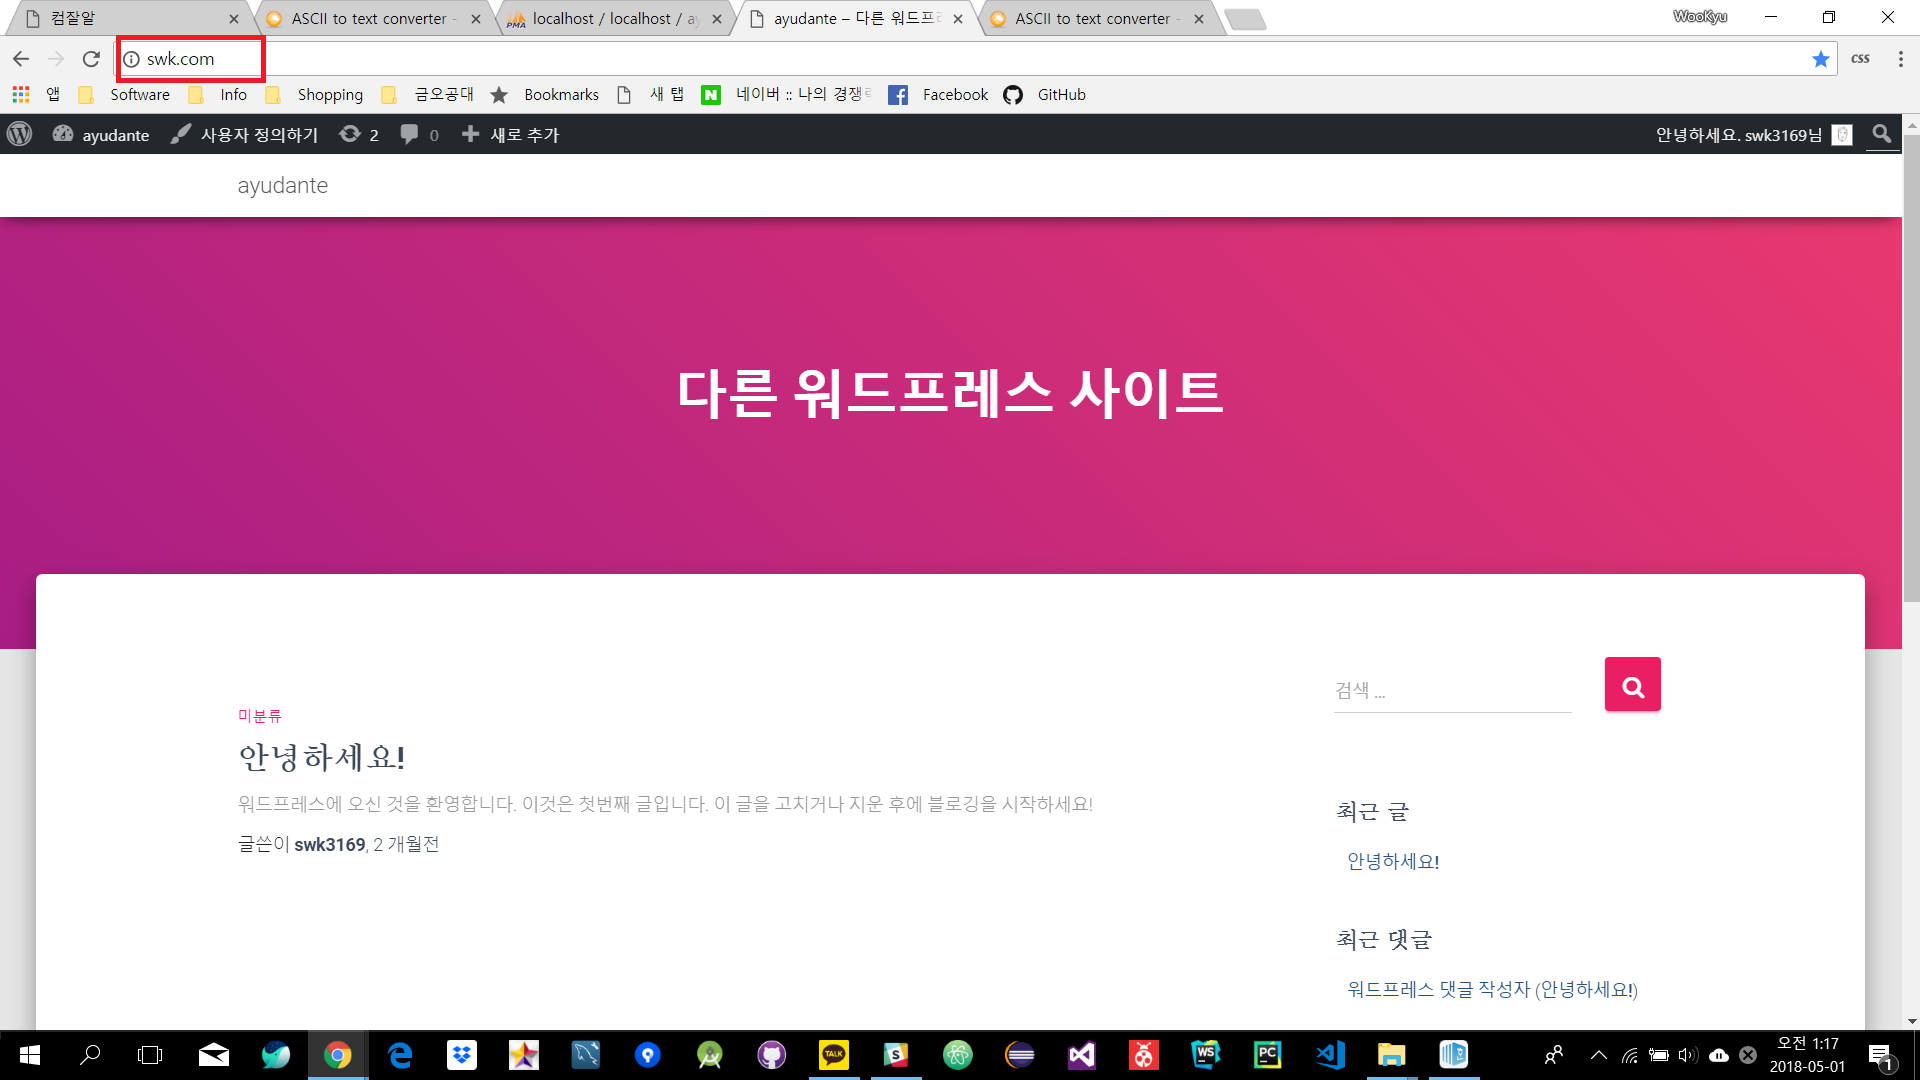 컴잘알
ASCII to text converter -
localhost / localhost / ay
ayudante – 다른 워드프레
ASCII to text converter -
WooKyu
swk.com
css
앱 Software Info Shopping 금오공대 Bookmarks 새 탭 네이버 :: 나의 경쟁력 Facebook GitHub
ayudante 사용자 정의하기 2 0 새로 추가
안녕하세요. swk3169님
ayudante
다른 워드프레스 사이트
미분류
안녕하세요!
워드프레스에 오신 것을 환영합니다. 이것은 첫번째 글입니다. 이 글을 고치거나 지운 후에 블로깅을 시작하세요!
글쓴이 swk3169, 2 개월전
검색 ...
최근 글
안녕하세요!
최근 댓글
워드프레스 댓글 작성자 (안녕하세요!)
TALK
WS
PC
오전 1:17
2018-05-01
1